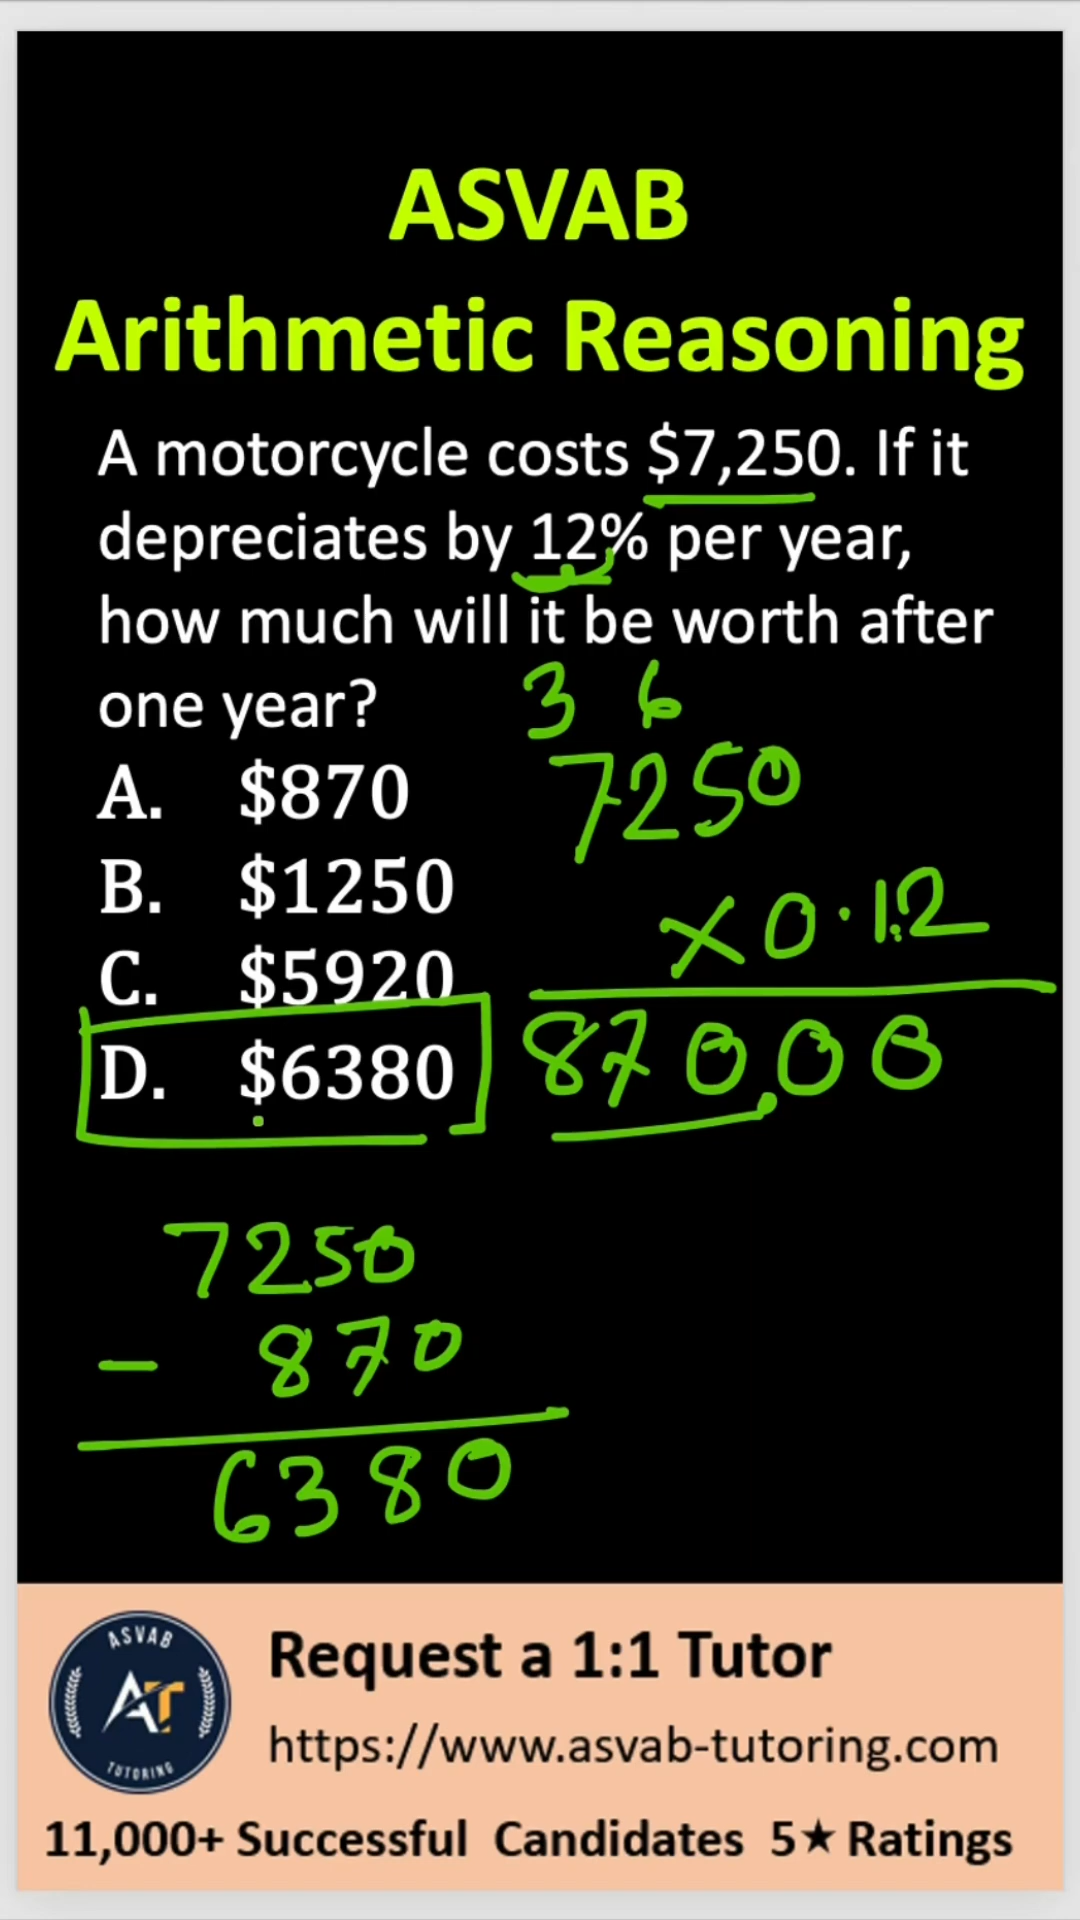 ASVAB
Arithmetic Reasoning
A motorcycle costs $7,250. If it
depreciates by 12% per year,
how much will it be worth after
one year?
3 6
7250
A. $870
B. $1250
× 0.12
C. $5920
D. $6380
870.00
7250
- 870
6380
ASVAB
AT
TUTORING
Request a 1:1 Tutor
https://www.asvab-tutoring.com
11,000+ Successful Candidates 5★ Ratings